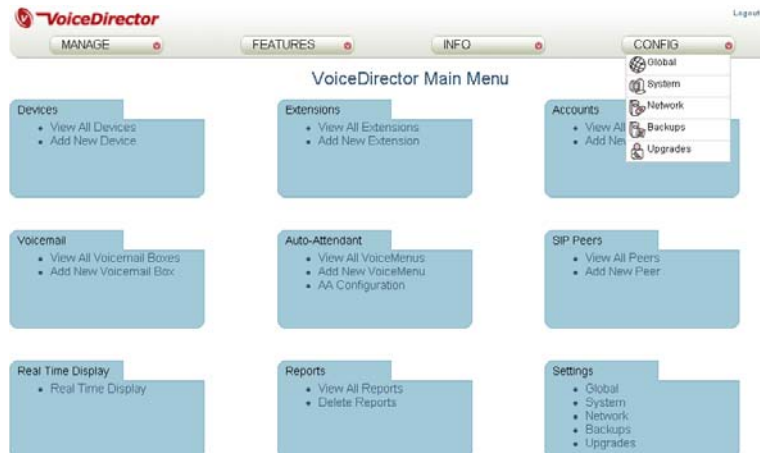 VoiceDirector
Logout
MANAGE
FEATURES
INFO
CONFIG
Global
System
Network
Backups
Upgrades
VoiceDirector Main Menu
Devices
View All Devices
Add New Device
Extensions
View All Extensions
Add New Extension
Accounts
View All
Add New
Voicemail
View All Voicemail Boxes
Add New Voicemail Box
Auto-Attendant
View All VoiceMenus
Add New VoiceMenu
AA Configuration
SIP Peers
View All Peers
Add New Peer
Real Time Display
Real Time Display
Reports
View All Reports
Delete Reports
Settings
Global
System
Network
Backups
Upgrades